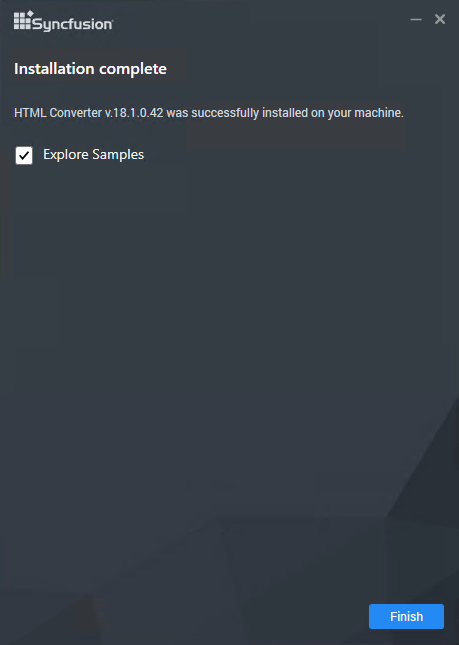 Syncfusion
Installation complete
HTML Converter v.18.1.0.42 was successfully installed on your machine.
Explore Samples
Finish